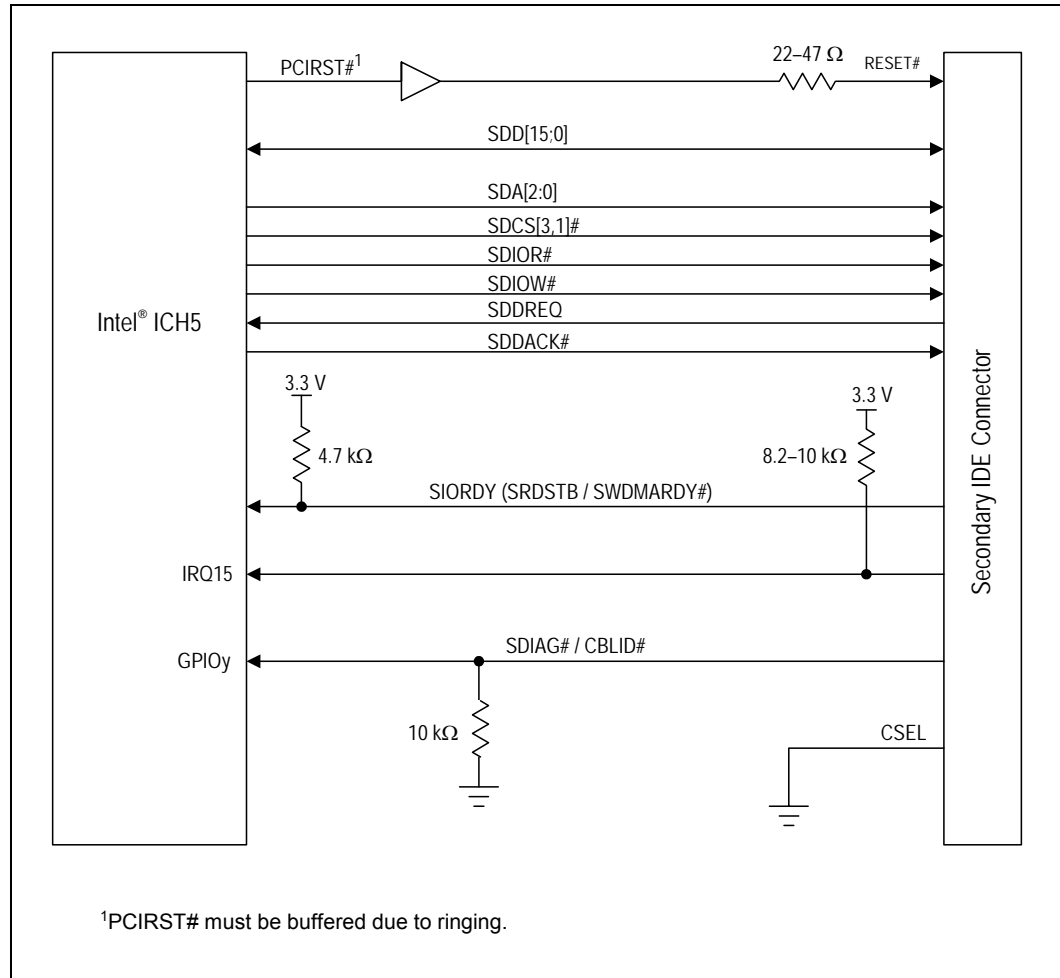 PCIRST#¹
22–47 Ω
RESET#
SDD[15;0]
SDA[2:0]
SDCS[3,1]#
SDIOR#
SDIOW#
SDDREQ
SDDACK#
Intel® ICH5
Secondary IDE Connector
3.3 V
4.7 kΩ
3.3 V
8.2–10 kΩ
SIORDY (SRDSTB / SWDMARDY#)
IRQ15
GPIOy
SDIAG# / CBLID#
10 kΩ
CSEL
¹PCIRST# must be buffered due to ringing.